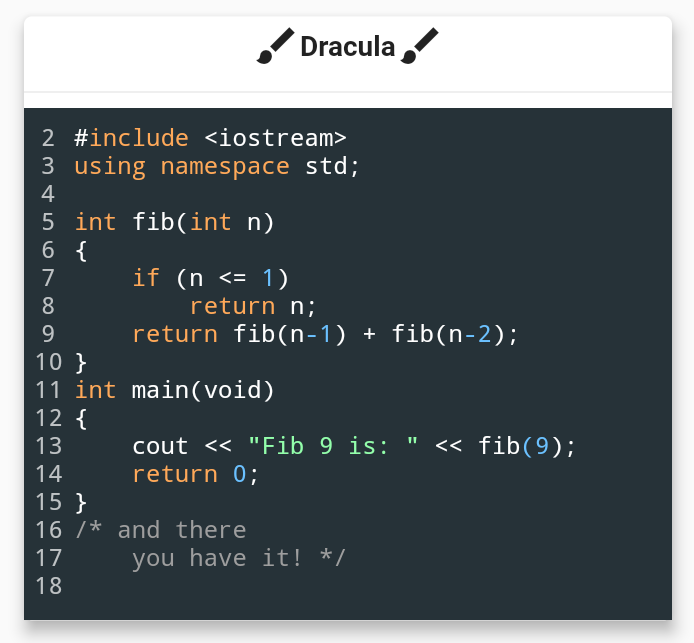 Dracula
2 #include <iostream>
3 using namespace std;
4
5 int fib(int n)
6 {
7     if (n <= 1)
8         return n;
9     return fib(n-1) + fib(n-2);
10 }
11 int main(void)
12 {
13     cout << "Fib 9 is: " << fib(9);
14     return 0;
15 }
16 /* and there
17     you have it! */
18